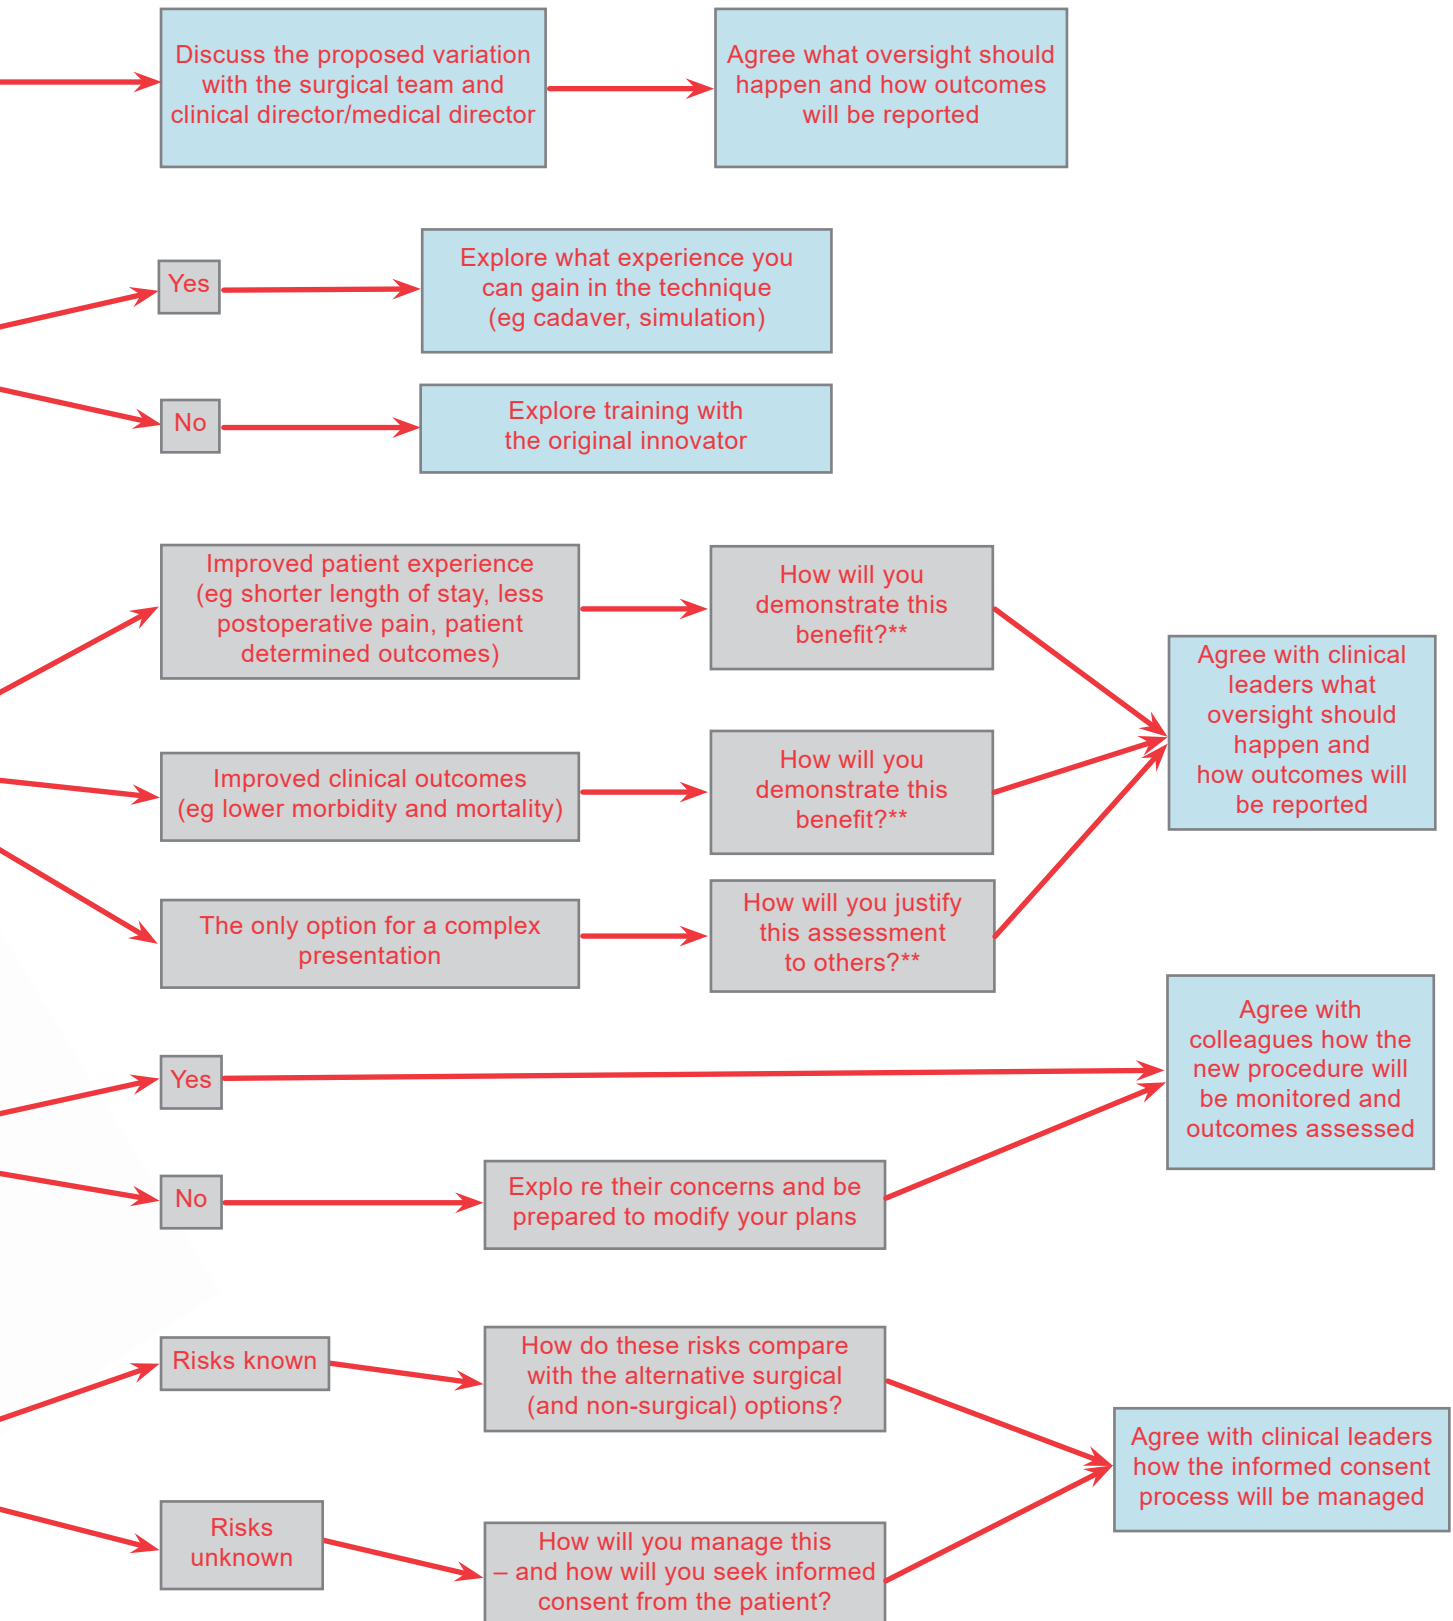 Discuss the proposed variation
with the surgical team and
clinical director/medical director
Agree what oversight should
happen and how outcomes
will be reported
Yes
Explore what experience you
can gain in the technique
(eg cadaver, simulation)
No
Explore training with
the original innovator
Improved patient experience
(eg shorter length of stay, less
postoperative pain, patient
determined outcomes)
How will you
demonstrate this
benefit?**
Improved clinical outcomes
(eg lower morbidity and mortality)
How will you
demonstrate this
benefit?**
The only option for a complex
presentation
How will you justify
this assessment
to others?**
Agree with clinical
leaders what
oversight should
happen and
how outcomes will
be reported
Yes
No
Explo re their concerns and be
prepared to modify your plans
Agree with
colleagues how the
new procedure will
be monitored and
outcomes assessed
Risks known
How do these risks compare
with the alternative surgical
(and non-surgical) options?
Risks
unknown
How will you manage this
– and how will you seek informed
consent from the patient?
Agree with clinical leaders
how the informed consent
process will be managed